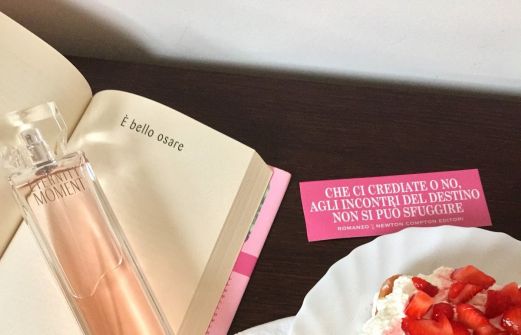 È bello osare
ETERNITY
MOMENT
CHE CI CREDIATE O NO,
AGLI INCONTRI DEL DESTINO
NON SI PUÒ SFUGGIRE
ROMANZO | NEWTON COMPTON EDITORI